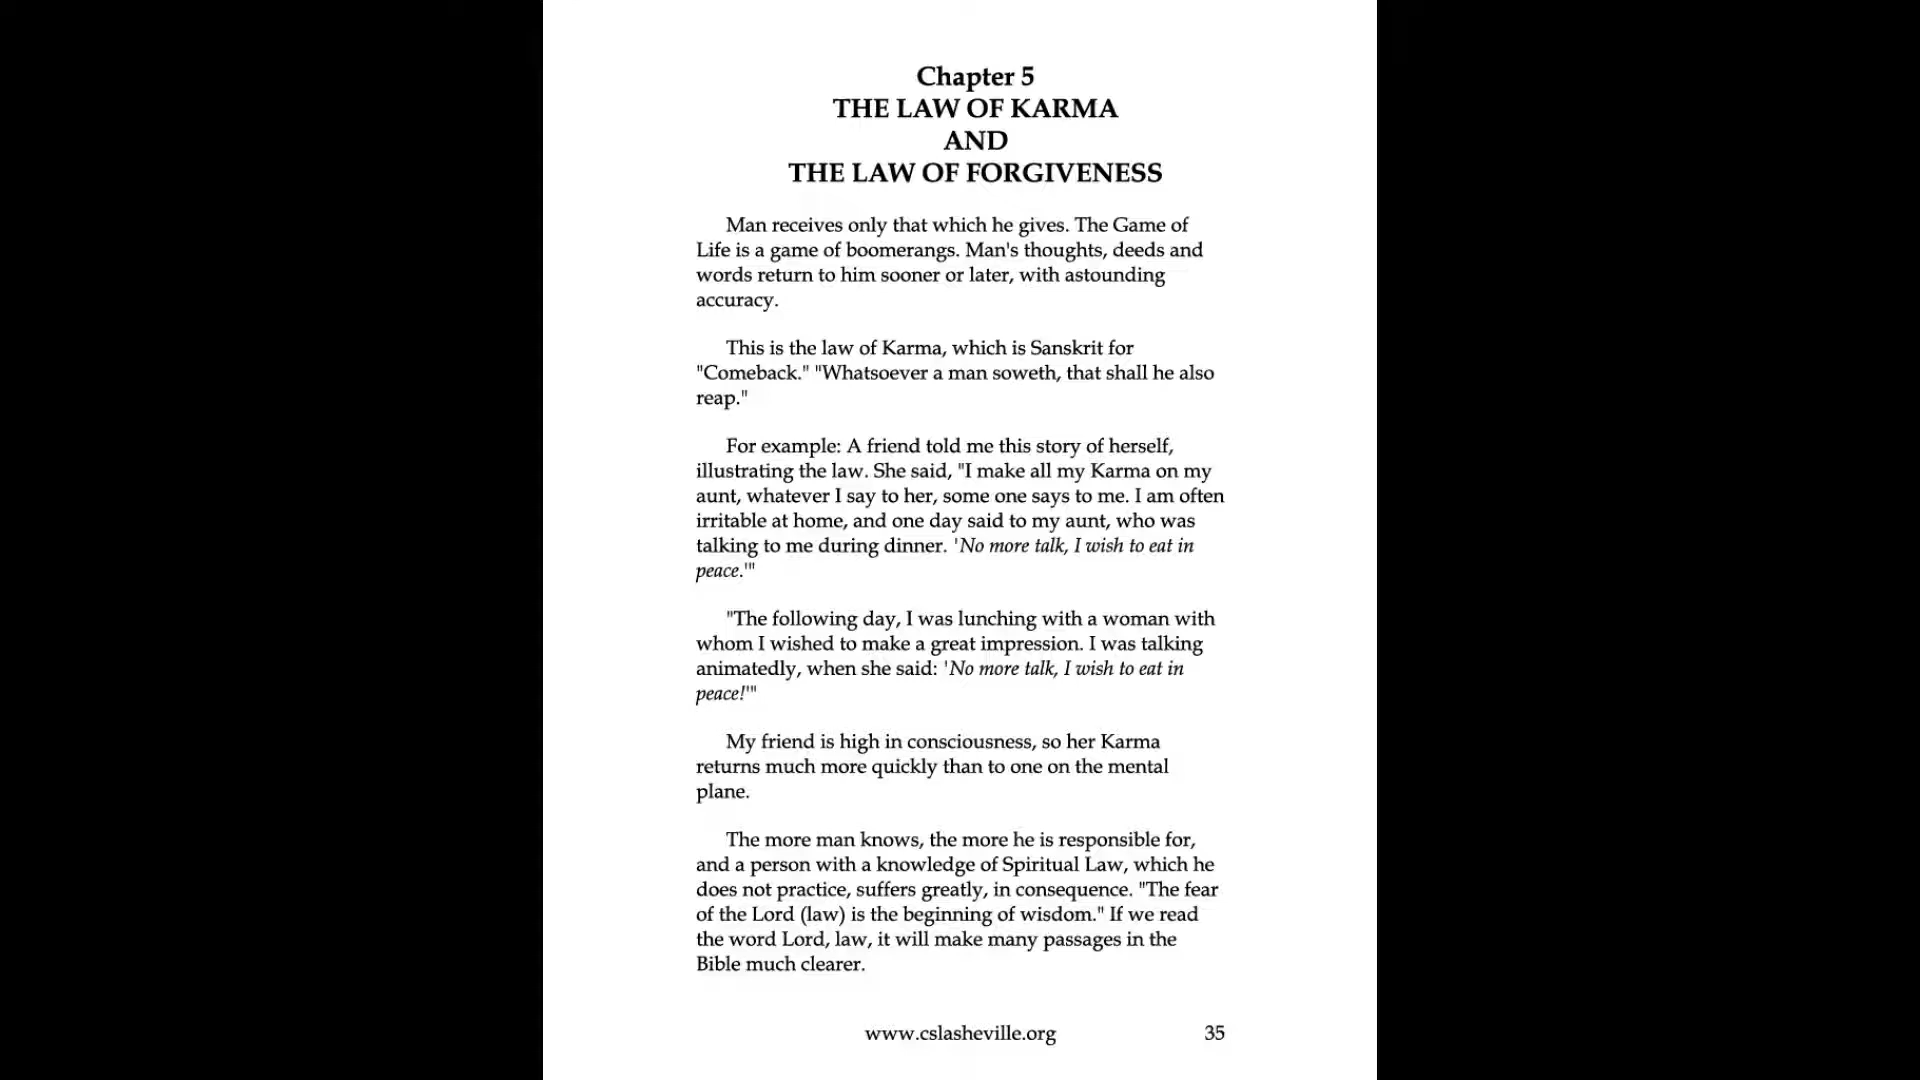 Chapter 5
THE LAW OF KARMA
AND
THE LAW OF FORGIVENESS
Man receives only that which he gives. The Game of
Life is a game of boomerangs. Man's thoughts, deeds and
words return to him sooner or later, with astounding
accuracy.
This is the law of Karma, which is Sanskrit for
"Comeback." "Whatsoever a man soweth, that shall he also
reap."
For example: A friend told me this story of herself,
illustrating the law. She said, "I make all my Karma on my
aunt, whatever I say to her, some one says to me. I am often
irritable at home, and one day said to my aunt, who was
talking to me during dinner. 'No more talk, I wish to eat in
peace.'"
"The following day, I was lunching with a woman with
whom I wished to make a great impression. I was talking
animatedly, when she said: 'No more talk, I wish to eat in
peace!'"
My friend is high in consciousness, so her Karma
returns much more quickly than to one on the mental
plane.
The more man knows, the more he is responsible for,
and a person with a knowledge of Spiritual Law, which he
does not practice, suffers greatly, in consequence. "The fear
of the Lord (law) is the beginning of wisdom." If we read
the word Lord, law, it will make many passages in the
Bible much clearer.
www.cslasheville.org 35